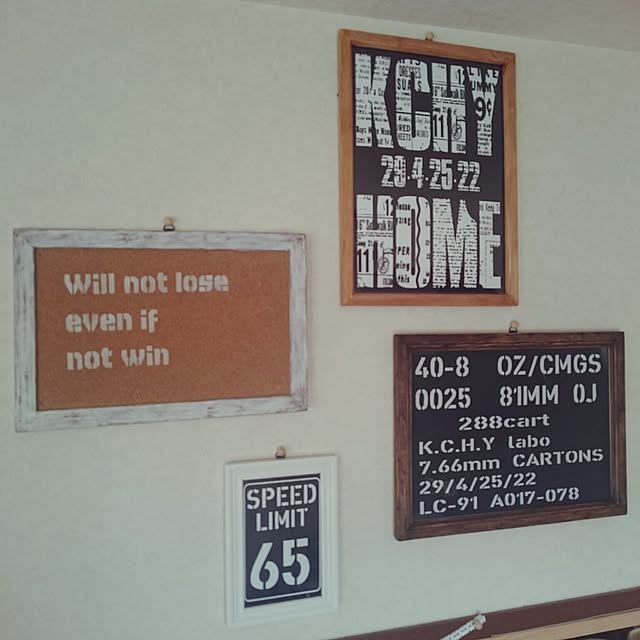 KCHY
29·4·25·22
HOME
Will not lose
even if
not win
40-8 OZ/CMGS
0025 81MM OJ
288cart
K.C.H.Y labo
7.66mm CARTONS
29/4/25/22
LC-91 A017-078
SPEED
LIMIT
65